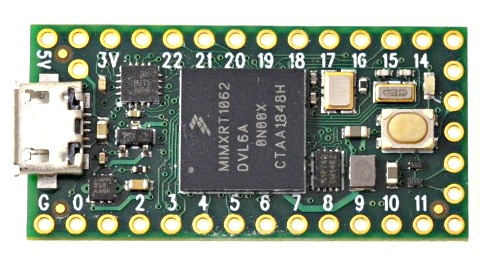 5V 3V 22 21 20 19 18 17 16 15 14
MIMXRT1062
DVL6A
0N00X
CTAA1848H
G 0 2 3 4 5 6 7 8 9 10 11